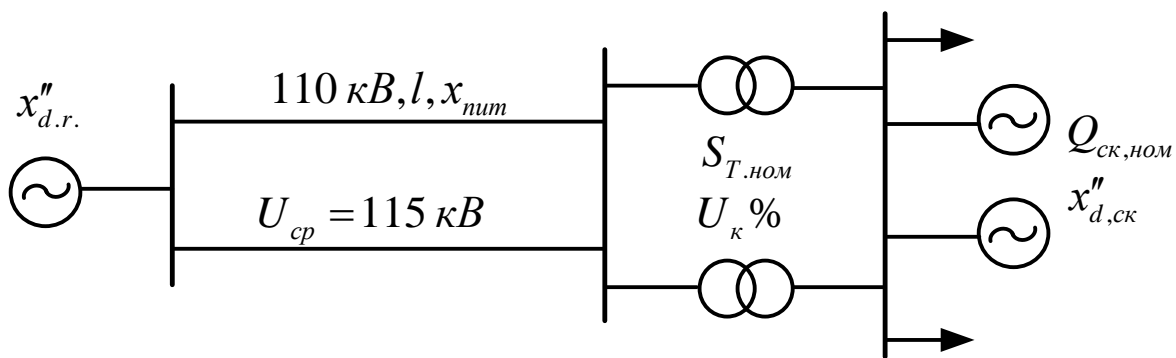 x″d.г.
110 кВ, l, xпит
Uср = 115 кВ
SТ.ном
Uк %
Qск,ном
x″d,ск